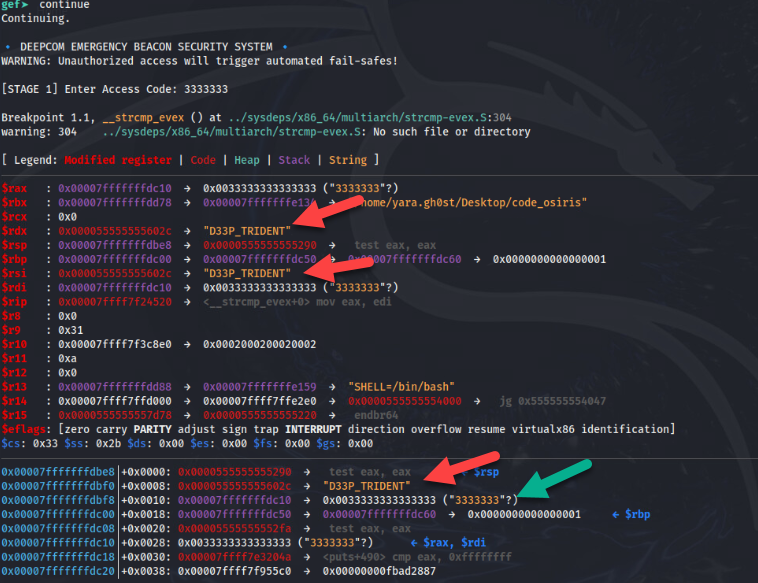 gef➤ continue
Continuing.
🔹 DEEPCOM EMERGENCY BEACON SECURITY SYSTEM 🔹
WARNING: Unauthorized access will trigger automated fail-safes!
[STAGE 1] Enter Access Code: 3333333
Breakpoint 1.1, __strcmp_evex () at ../sysdeps/x86_64/multiarch/strcmp-evex.S:304
warning: 304 ../sysdeps/x86_64/multiarch/strcmp-evex.S: No such file or directory
[ Legend: Modified register | Code | Heap | Stack | String ]
$rax : 0x00007fffffffdc10 → 0x0033333333333333 ("3333333"?)
$rbx : 0x00007fffffffdd78 → 0x00007fffffffe13 home/yara.gh0st/Desktop/code_osiris"
$rcx : 0x0
$rdx : 0x000055555555602c → "D33P_TRIDENT"
$rsp : 0x00007fffffffdbe8 → 0x0000555555555290 → test eax, eax
$rbp : 0x00007fffffffdc00 → 0x00007fffffffdc50 → 0x00007fffffffdc60 → 0x0000000000000001
$rsi : 0x000055555555602c → "D33P_TRIDENT"
$rdi : 0x00007fffffffdc10 → 0x0033333333333333 ("3333333"?)
$rip : 0x00007ffff7f24520 → <__strcmp_evex+0> mov eax, edi
$r8 : 0x0
$r9 : 0x31
$r10 : 0x00007ffff7f3c8e0 → 0x0002000200020002
$r11 : 0xa
$r12 : 0x0
$r13 : 0x00007fffffffdd88 → 0x00007fffffffe159 → "SHELL=/bin/bash"
$r14 : 0x00007ffff7ffd000 → 0x00007ffff7ffe2e0 → 0x0000555555554000 → jg 0x555555554047
$r15 : 0x0000555555557d78 → 0x0000555555555220 → endbr64
$eflags: [zero carry PARITY adjust sign trap INTERRUPT direction overflow resume virtualx86 identification]
$cs: 0x33 $ss: 0x2b $ds: 0x00 $es: 0x00 $fs: 0x00 $gs: 0x00
0x00007fffffffdbe8│+0x0000: 0x0000555555555290 → test eax, eax ← $rsp
0x00007fffffffdbf0│+0x0008: 0x000055555555602c → "D33P_TRIDENT"
0x00007fffffffdbf8│+0x0010: 0x00007fffffffdc10 → 0x0033333333333333 ("3333333"?)
0x00007fffffffdc00│+0x0018: 0x00007fffffffdc50 → 0x00007fffffffdc60 → 0x0000000000000001 ← $rbp
0x00007fffffffdc08│+0x0020: 0x00005555555552fa → test eax, eax
0x00007fffffffdc10│+0x0028: 0x0033333333333333 ("3333333"?) ← $rax, $rdi
0x00007fffffffdc18│+0x0030: 0x00007ffff7e3204a → <puts+490> cmp eax, 0xffffffff
0x00007fffffffdc20│+0x0038: 0x00007ffff7f955c0 → 0x00000000fbad2887